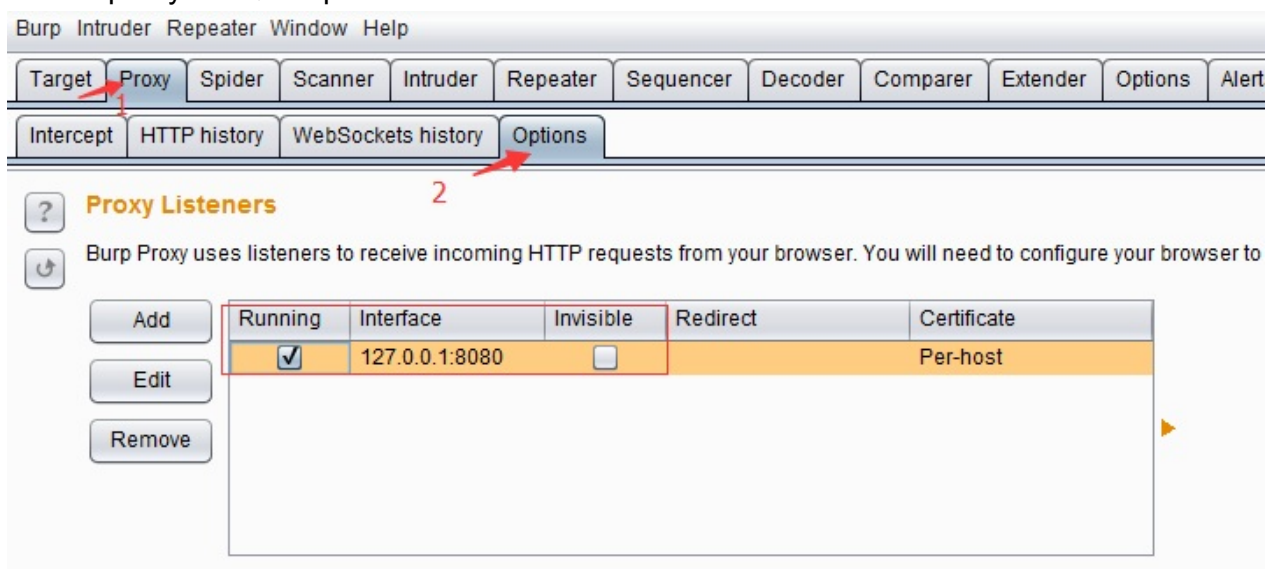 Burp Intruder Repeater Window Help
Target Proxy Spider Scanner Intruder Repeater Sequencer Decoder Comparer Extender Options Alert
1
Intercept HTTP history WebSockets history Options
2
? Proxy Listeners
Burp Proxy uses listeners to receive incoming HTTP requests from your browser. You will need to configure your browser to
Add Running Interface Invisible Redirect Certificate
127.0.0.1:8080 Per-host
Edit
Remove